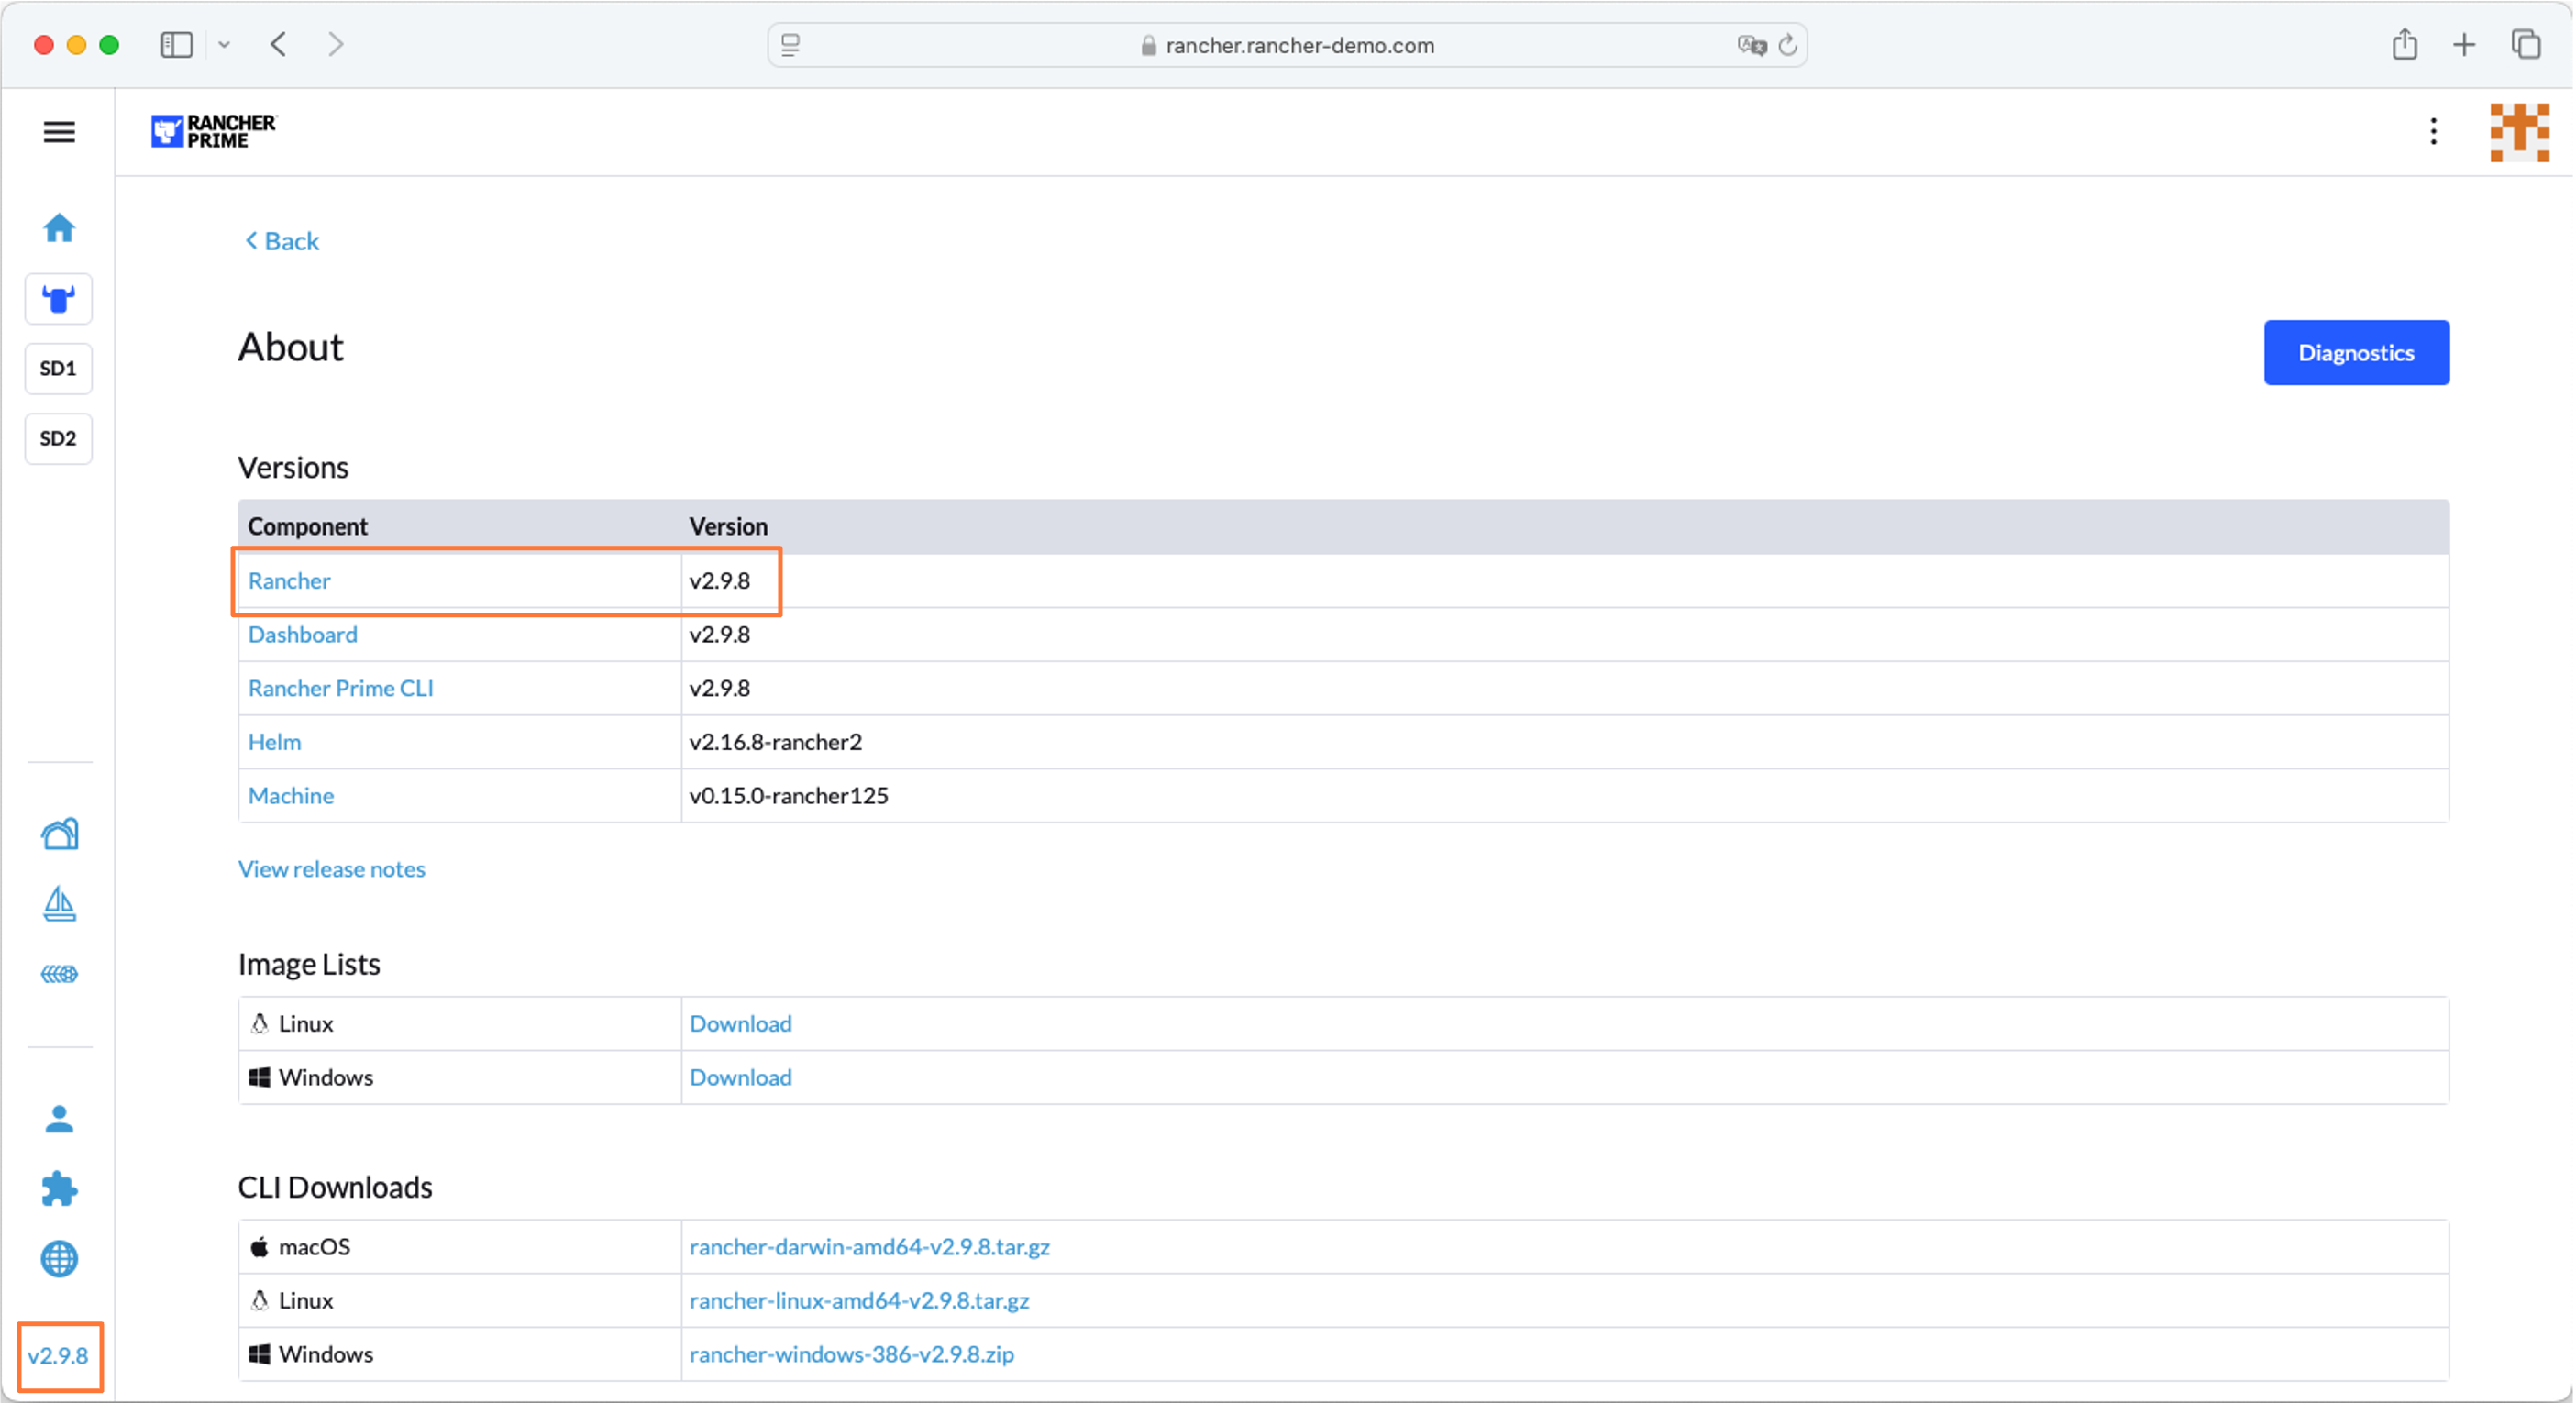 rancher.rancher-demo.com
RANCHER
PRIME
Back
SD1
SD2
About
Diagnostics
Versions
Component Version
Rancher v2.9.8
Dashboard v2.9.8
Rancher Prime CLI v2.9.8
Helm v2.16.8-rancher2
Machine v0.15.0-rancher125
View release notes
Image Lists
Linux Download
Windows Download
CLI Downloads
macOS rancher-darwin-amd64-v2.9.8.tar.gz
Linux rancher-linux-amd64-v2.9.8.tar.gz
Windows rancher-windows-386-v2.9.8.zip
v2.9.8